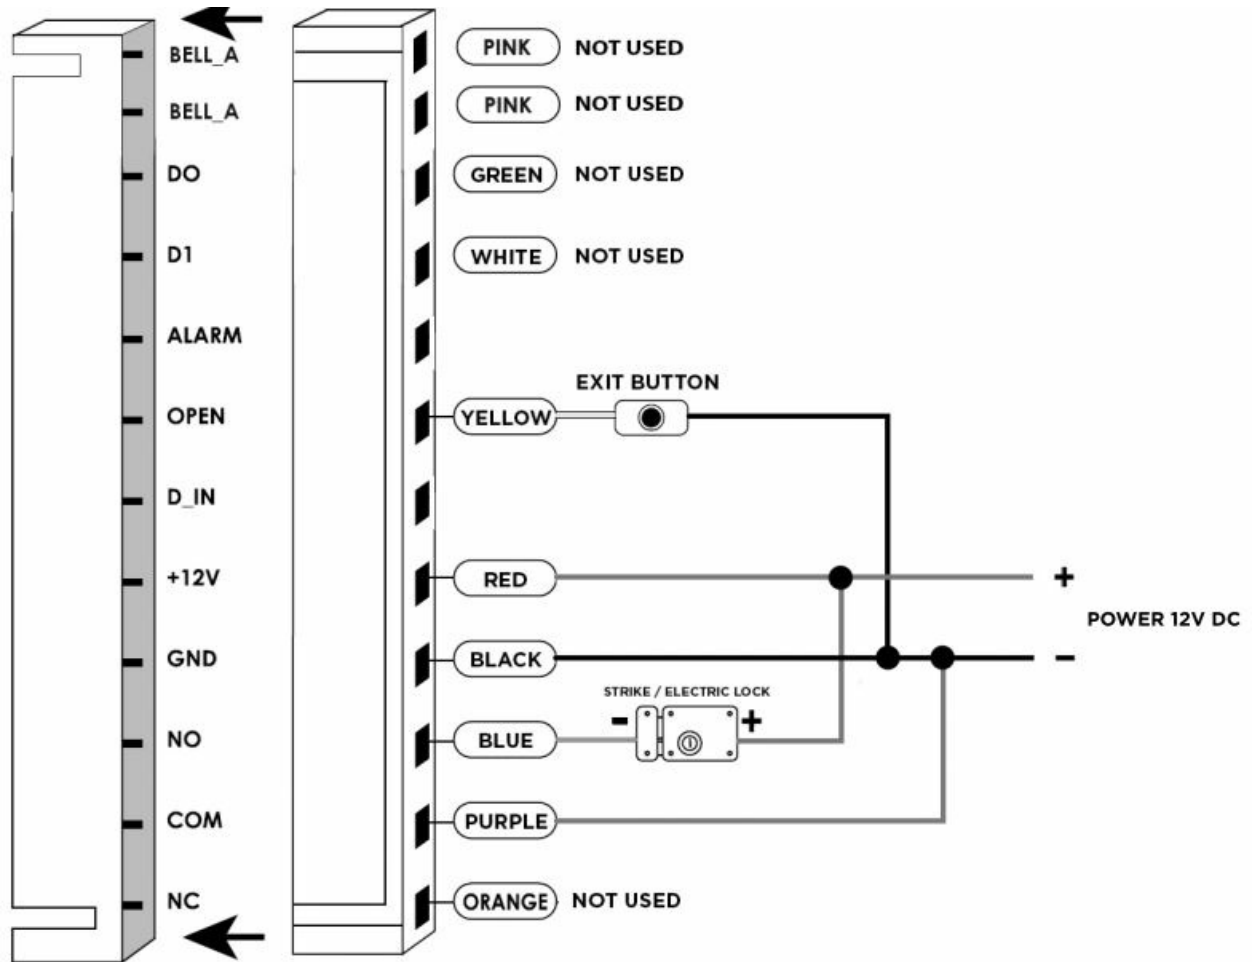 BELL_A PINK NOT USED
BELL_A PINK NOT USED
DO GREEN NOT USED
D1 WHITE NOT USED
ALARM
EXIT BUTTON
OPEN YELLOW
D_IN
+12V RED +
POWER 12V DC
GND BLACK -
STRIKE / ELECTRIC LOCK
- +
NO BLUE
COM PURPLE
NC ORANGE NOT USED